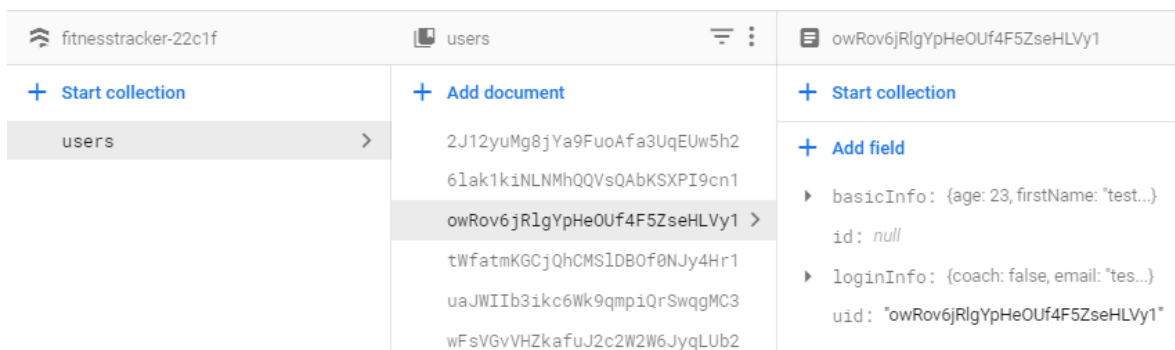 fitnesstracker-22c1f
Start collection
users
users
Add document
2J12yuMg8jYa9FuoAfa3UqEUw5h2
6lak1kiNLNMhQQVsQAbKSXPI9cn1
owRov6jRlgYpHeOUf4F5ZseHLVy1
tWfatmKGCjQhCMSlDBOf0NJy4Hr1
uaJWIIb3ikc6Wk9qmpiQrSwqgMC3
wFsVGvVHZkafuJ2c2W2W6JyqLUb2
owRov6jRlgYpHeOUf4F5ZseHLVy1
Start collection
Add field
basicInfo: {age: 23, firstName: "test...}
id: null
loginInfo: {coach: false, email: "tes...}
uid: "owRov6jRlgYpHeOUf4F5ZseHLVy1"